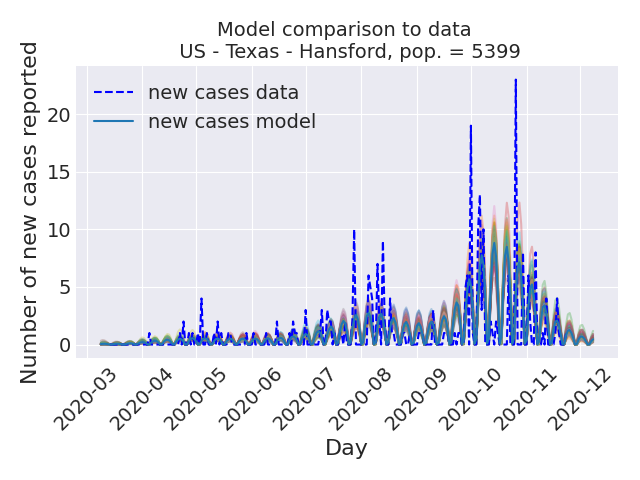 Model comparison to data
US - Texas - Hansford, pop. = 5399
new cases data
new cases model
Number of new cases reported
20
15
10
5
0
2020-03
2020-04
2020-05
2020-06
2020-07
2020-08
2020-09
2020-10
2020-11
2020-12
Day